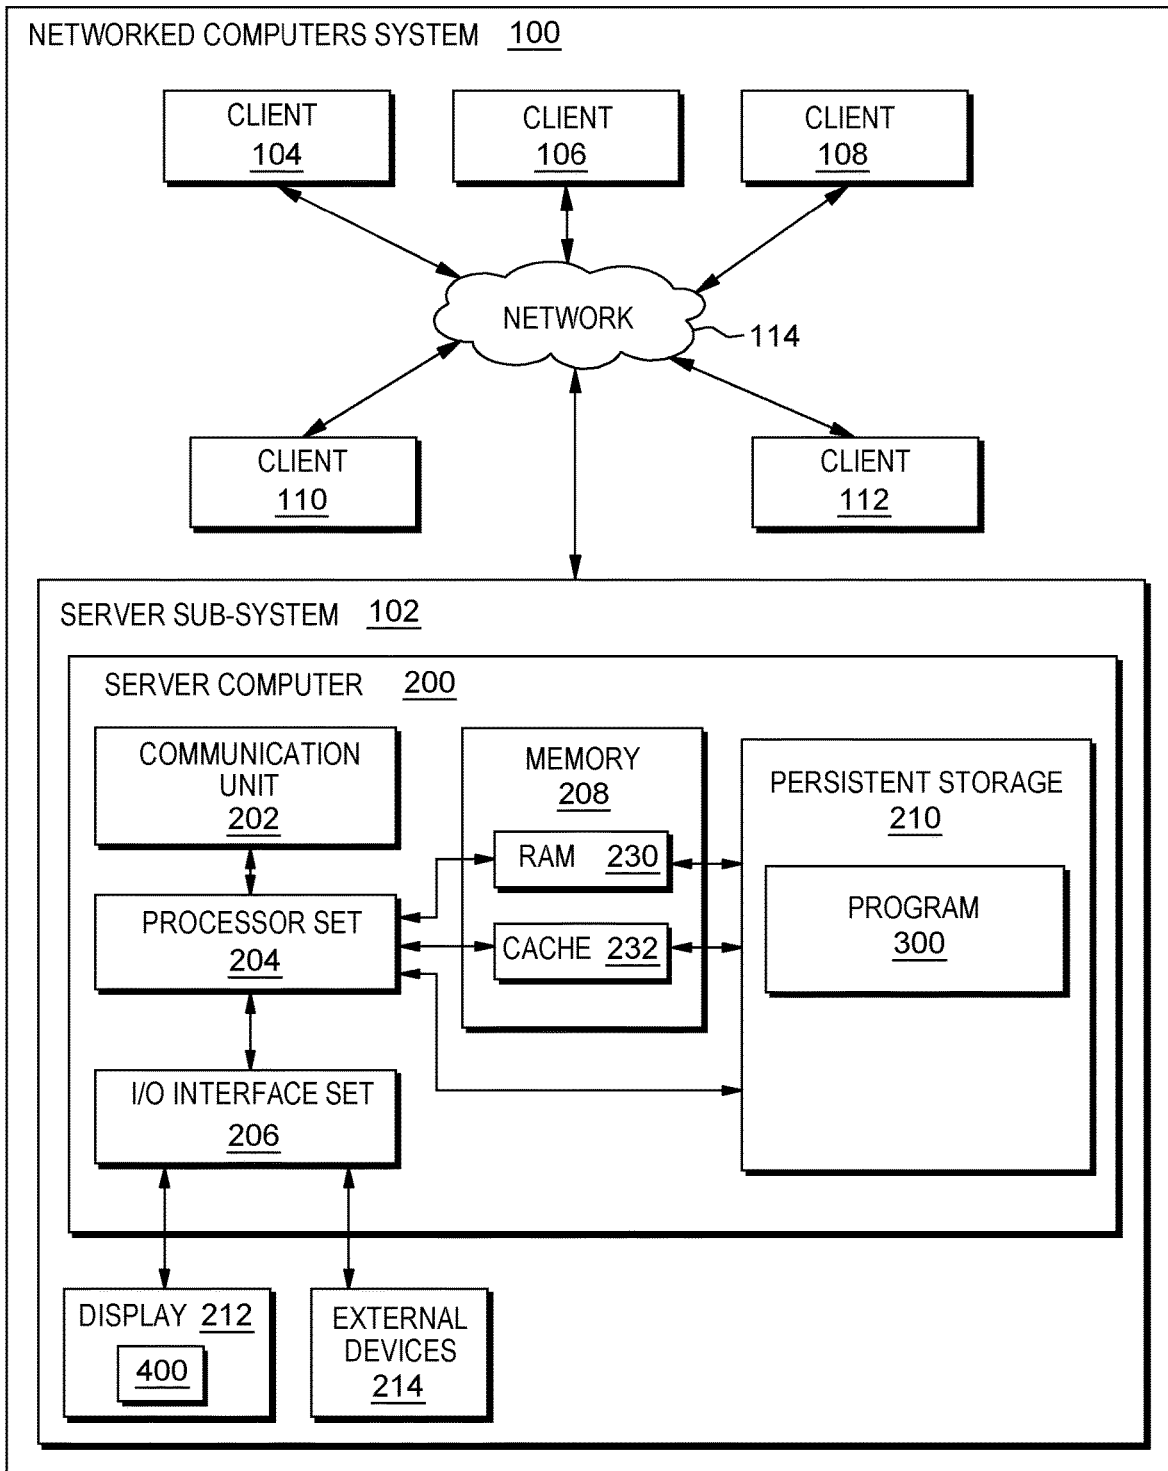 NETWORKED COMPUTERS SYSTEM 100
CLIENT
104
CLIENT
106
CLIENT
108
NETWORK
114
CLIENT
110
CLIENT
112
SERVER SUB-SYSTEM 102
SERVER COMPUTER 200
COMMUNICATION
UNIT
202
MEMORY
208
PERSISTENT STORAGE
210
RAM 230
PROGRAM
300
PROCESSOR SET
204
CACHE 232
I/O INTERFACE SET
206
DISPLAY 212
400
EXTERNAL
DEVICES
214